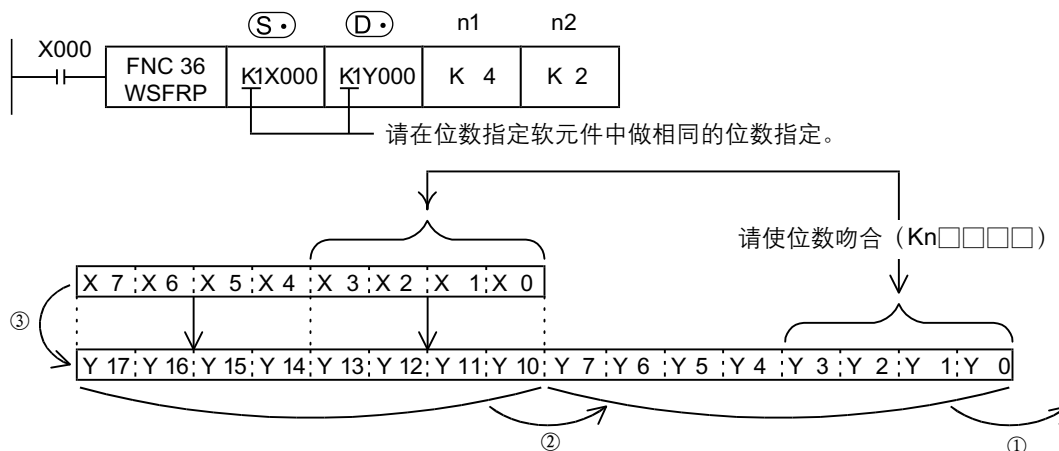 S· D· n1 n2
X000
FNC 36 WSFRP K1X000 K1Y000 K 4 K 2
请在位数指定软元件中做相同的位数指定。
请使位数吻合（Kn□□□□）
X 7 X 6 X 5 X 4 X 3 X 2 X 1 X 0
③
Y 17 Y 16 Y 15 Y 14 Y 13 Y 12 Y 11 Y 10 Y 7 Y 6 Y 5 Y 4 Y 3 Y 2 Y 1 Y 0
② ①